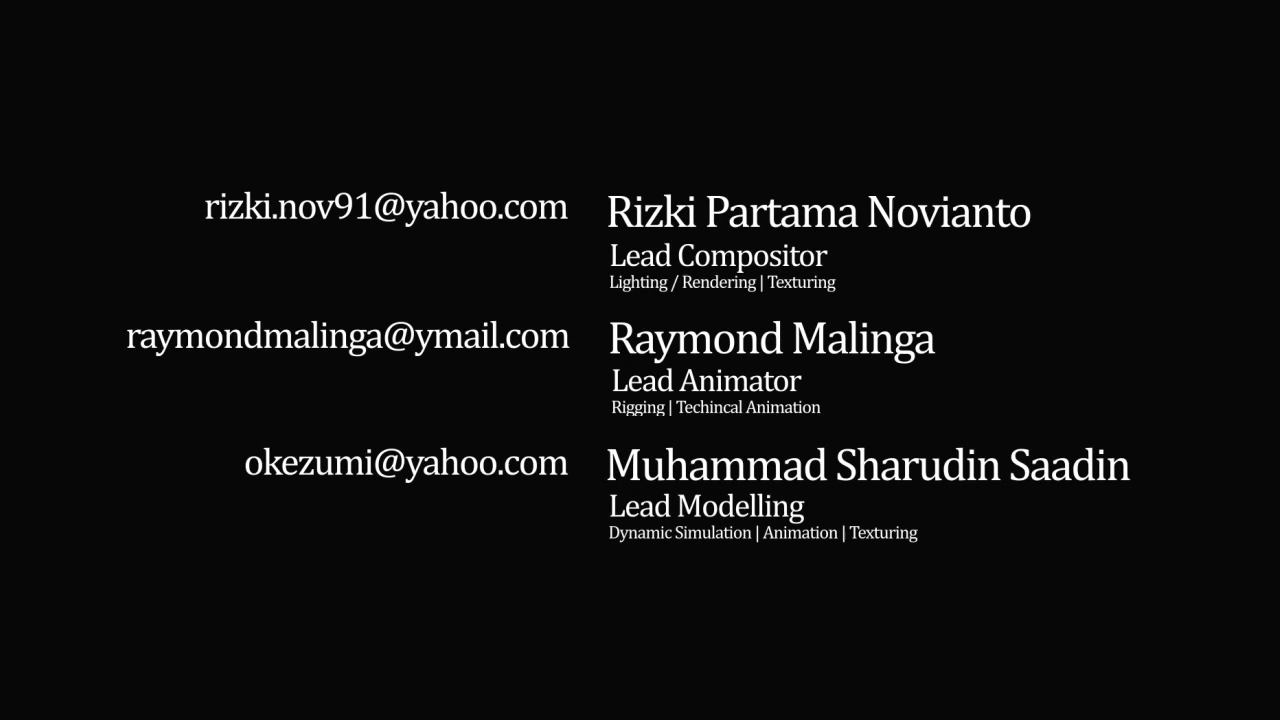 rizki.nov91@yahoo.com Rizki Partama Novianto
Lead Compositor
Lighting / Rendering | Texturing
raymondmalinga@ymail.com Raymond Malinga
Lead Animator
Rigging | Techincal Animation
okezumi@yahoo.com Muhammad Sharudin Saadin
Lead Modelling
Dynamic Simulation | Animation | Texturing